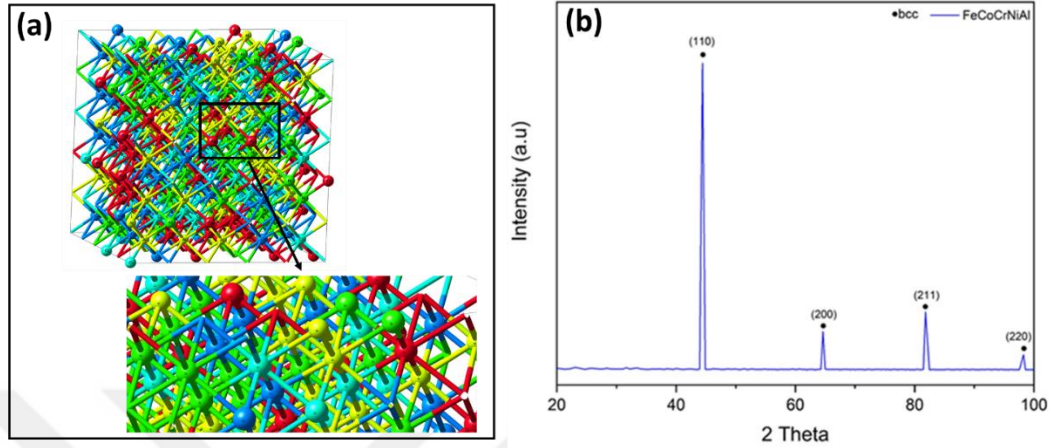 (a)
(b)
•bcc — FeCoCrNiAl
(110)
(200)
(211)
(220)
Intensity (a.u)
20 40 60 80 100
2 Theta